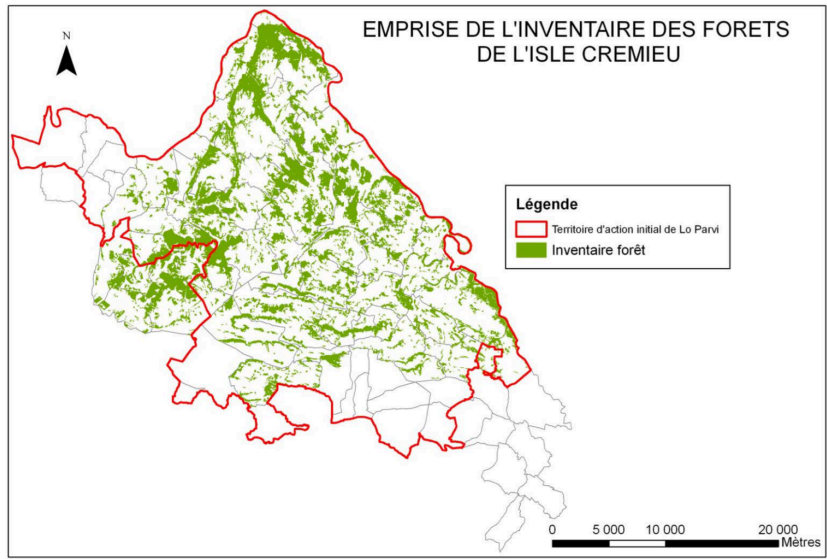 EMPRISE DE L'INVENTAIRE DES FORETS
DE L'ISLE CREMIEU
N
Légende
Territoire d'action initial de Lo Parvi
Inventaire forêt
0 5 000 10 000 20 000
Mètres